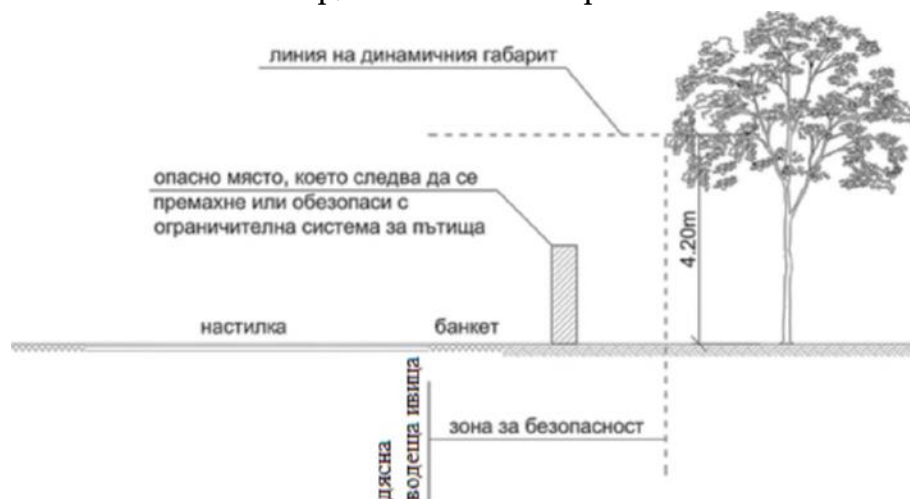 линия на динамичния габарит
опасно място, което следва да се
премахне или обезопаси с
ограничителна система за пътища
4.20m
настилка
банкет
зона за безопасност
дясна
водеща ивица